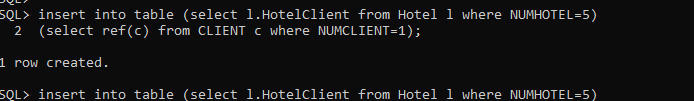 SQL>
SQL> insert into table (select l.HotelClient from Hotel l where NUMHOTEL=5)
  2  (select ref(c) from CLIENT c where NUMCLIENT=1);
1 row created.
SQL> insert into table (select l.HotelClient from Hotel l where NUMHOTEL=5)